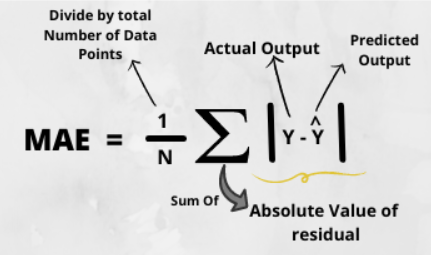 Divide by total
Number of Data
Points
Actual Output
Predicted
Output
MAE = 1/N ∑ |Y - Ŷ|
Sum Of
Absolute Value of
residual